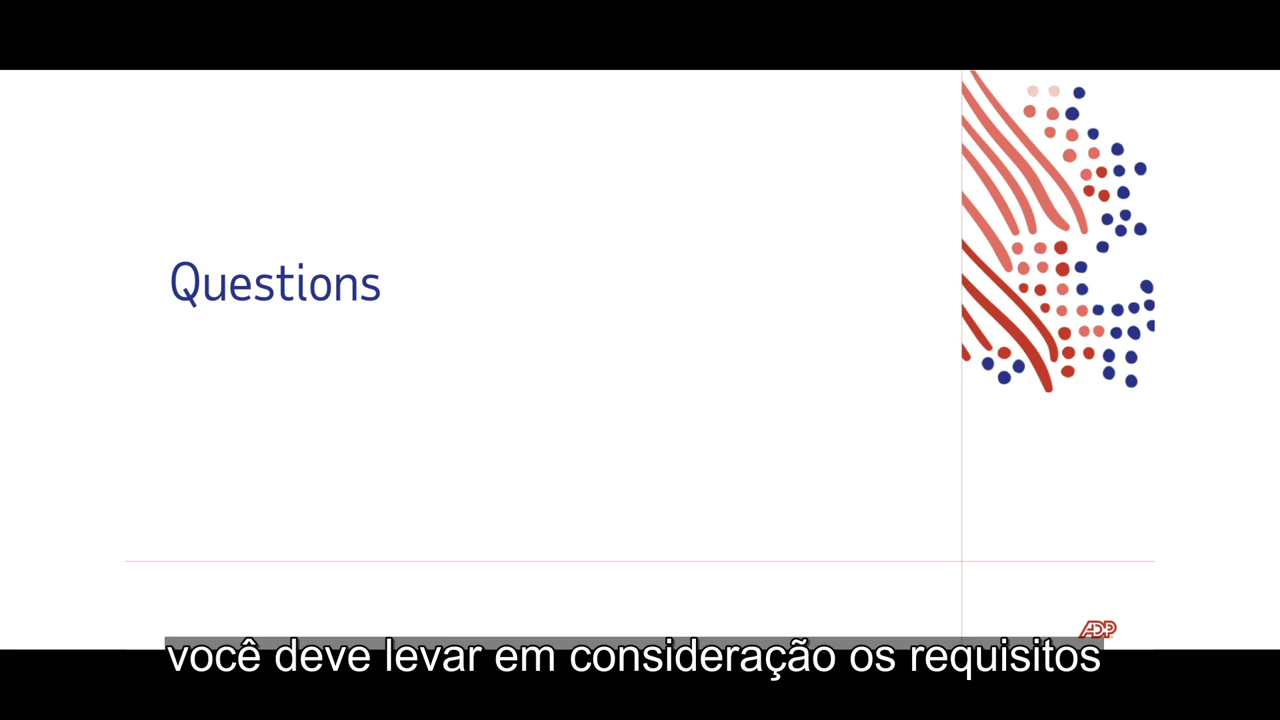 Questions
ADP
você deve levar em consideração os requisitos